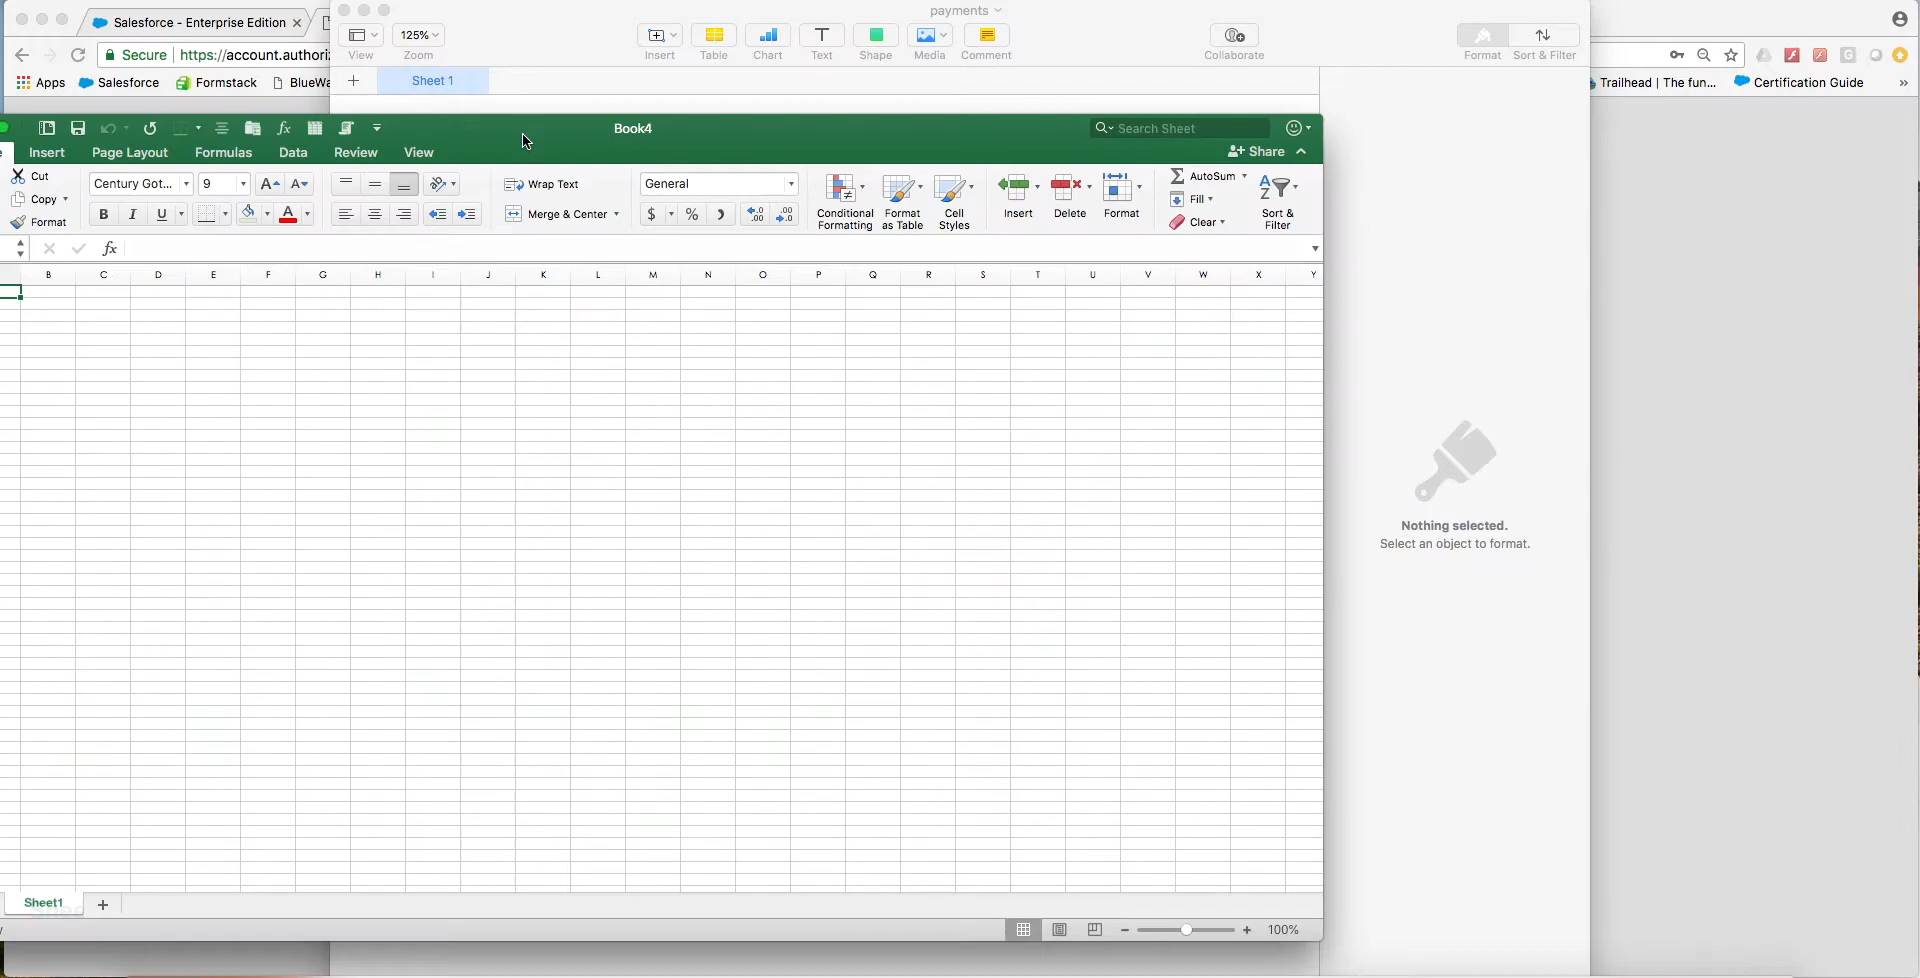 Salesforce - Enterprise Edition
payments
125%
View
Zoom
Insert
Table
Chart
Text
Shape
Media
Comment
Collaborate
Format
Sort & Filter
Secure
https://account.authori
Apps
Salesforce
Formstack
BlueWa
Trailhead | The fun...
Certification Guide
+ Sheet 1
Book4
Search Sheet
Insert
Page Layout
Formulas
Data
Review
View
Share
Cut
Copy
Format
Century Got...
9
A A
B I U A
Wrap Text
Merge & Center
General
$ % )
Conditional
Formatting
Format
as Table
Cell
Styles
Insert
Delete
Format
AutoSum
Fill
Clear
Sort &
Filter
fx
B C D E F G H I J K L M N O P Q R S T U V W X Y
Nothing selected.
Select an object to format.
Sheet1
+
100%